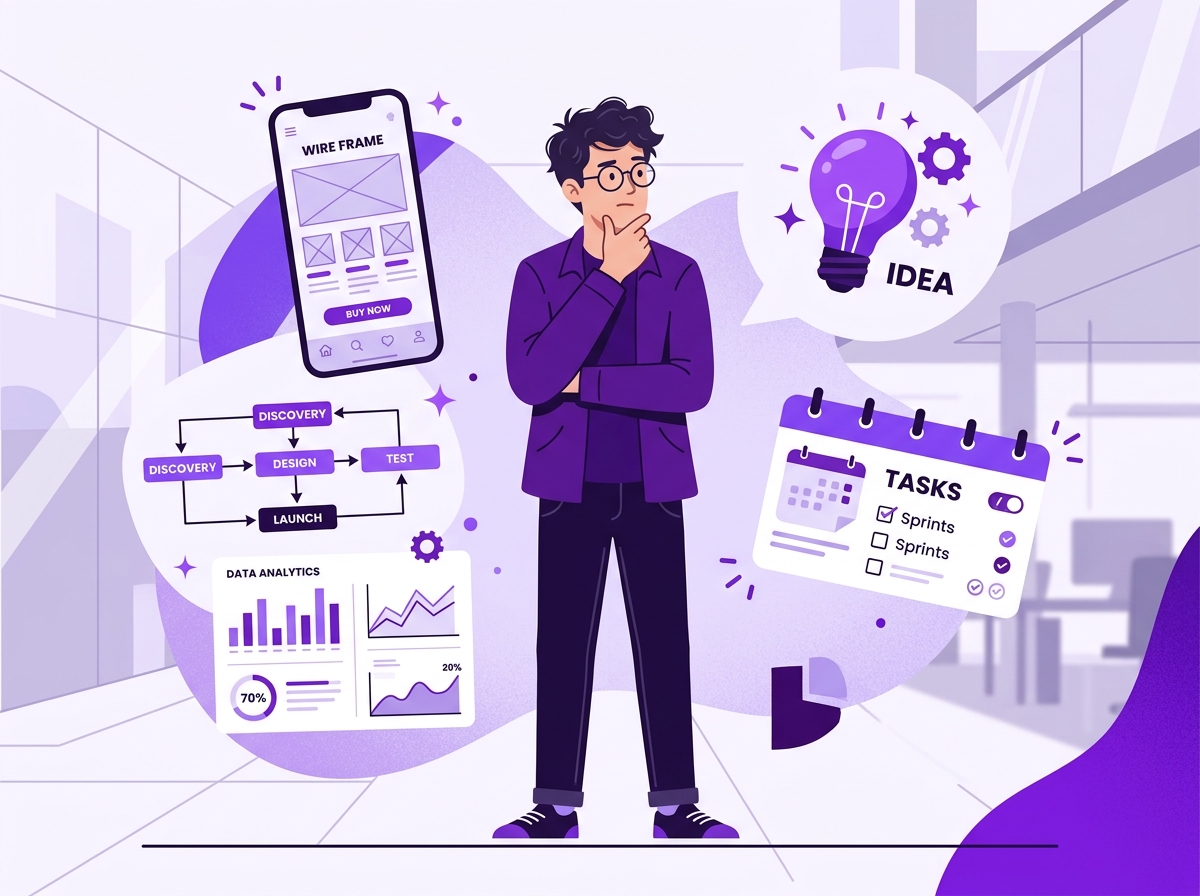 WIRE FRAME
BUY NOW
IDEA
DISCOVERY
DISCOVERY
DESIGN
TEST
LAUNCH
TASKS
Sprints
Sprints
DATA ANALYTICS
20%
70%